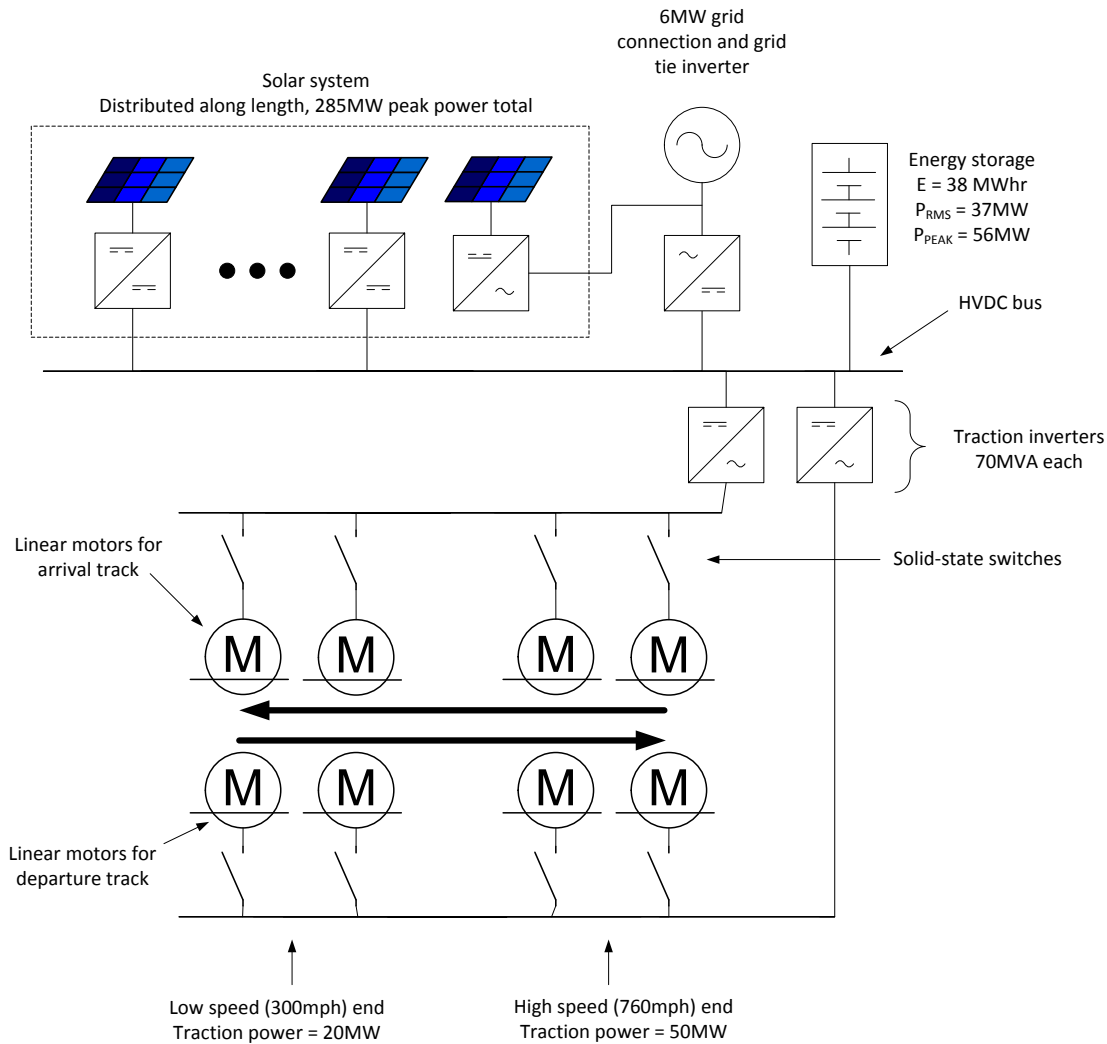 6MW grid
connection and grid
tie inverter
Solar system
Distributed along length, 285MW peak power total
Energy storage
E = 38 MWhr
PRMS = 37MW
PPEAK = 56MW
HVDC bus
Traction inverters
70MVA each
Linear motors for
arrival track
Solid-state switches
M M M M
M M M M
Linear motors for
departure track
Low speed (300mph) end
Traction power = 20MW
High speed (760mph) end
Traction power = 50MW